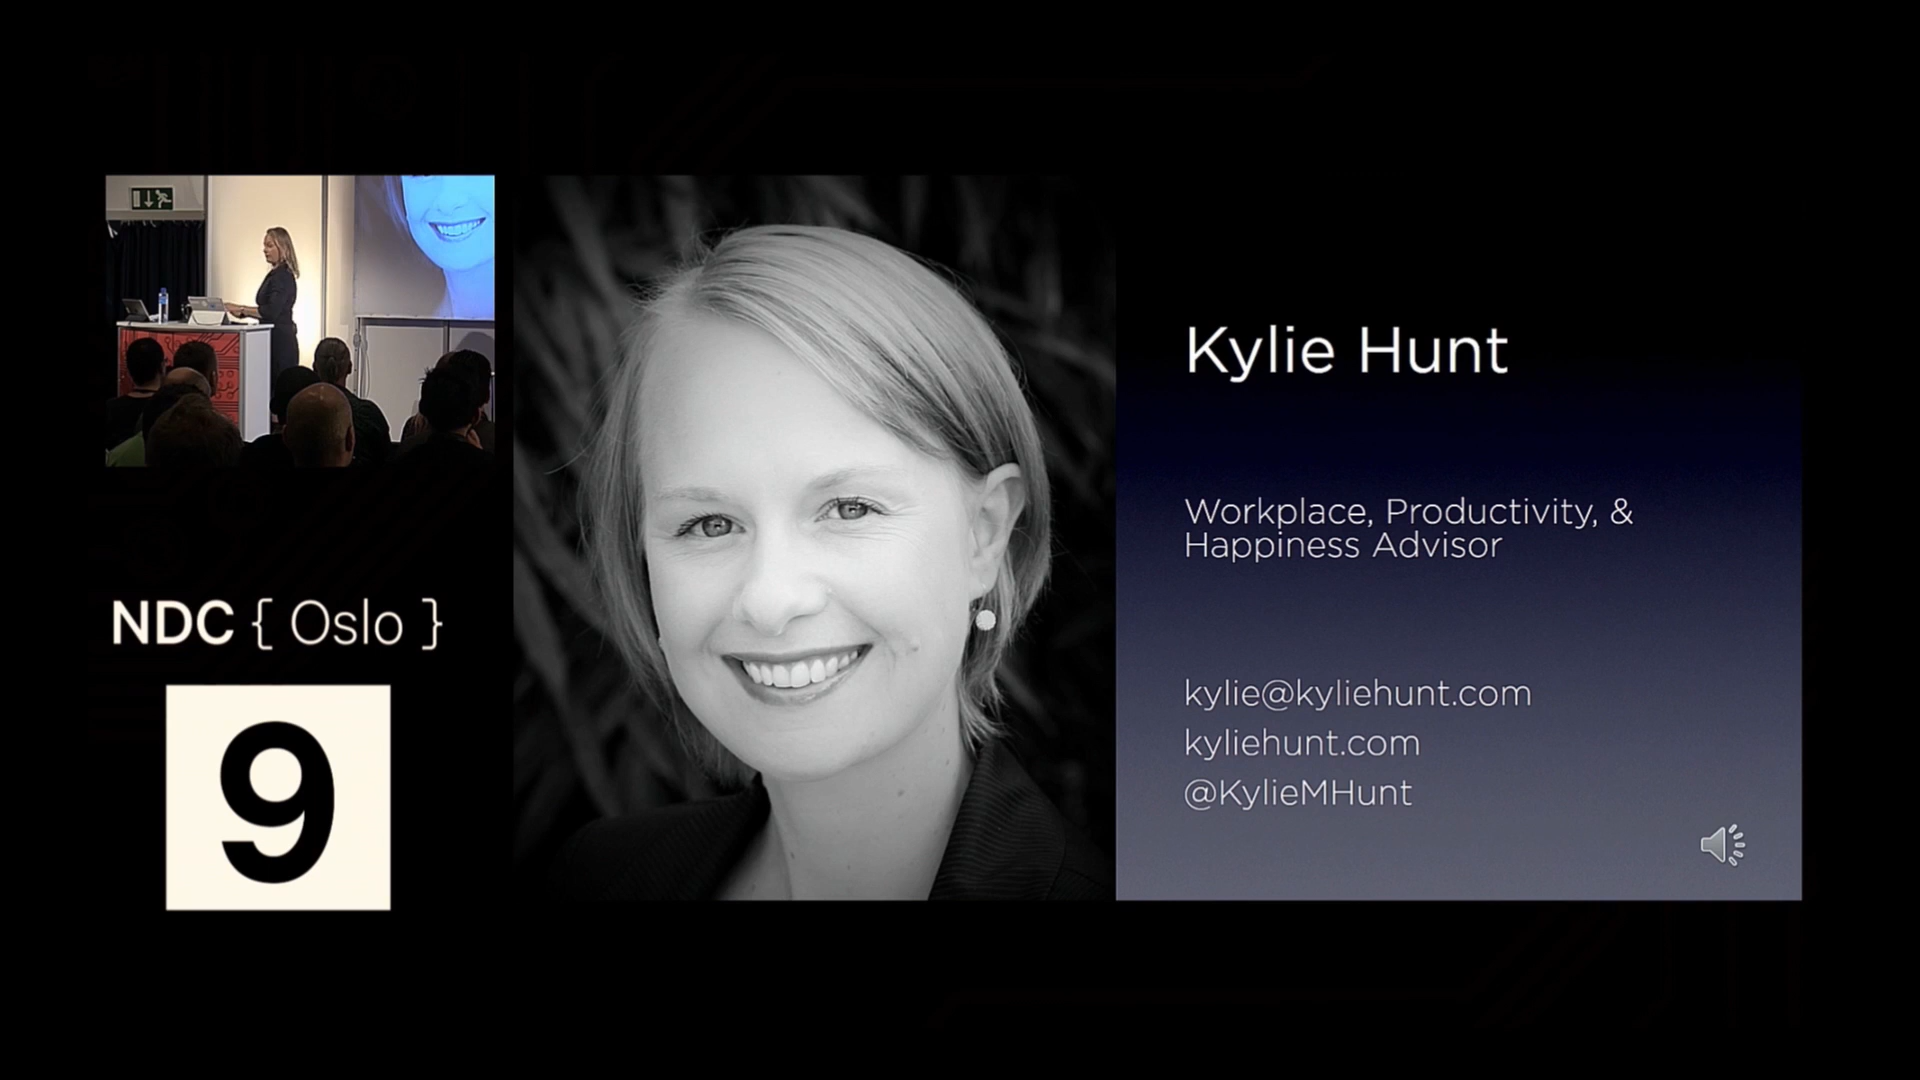 NDC { Oslo }
9
Kylie Hunt
Workplace, Productivity, &
Happiness Advisor
kylie@kyliehunt.com
kyliehunt.com
@KylieMHunt